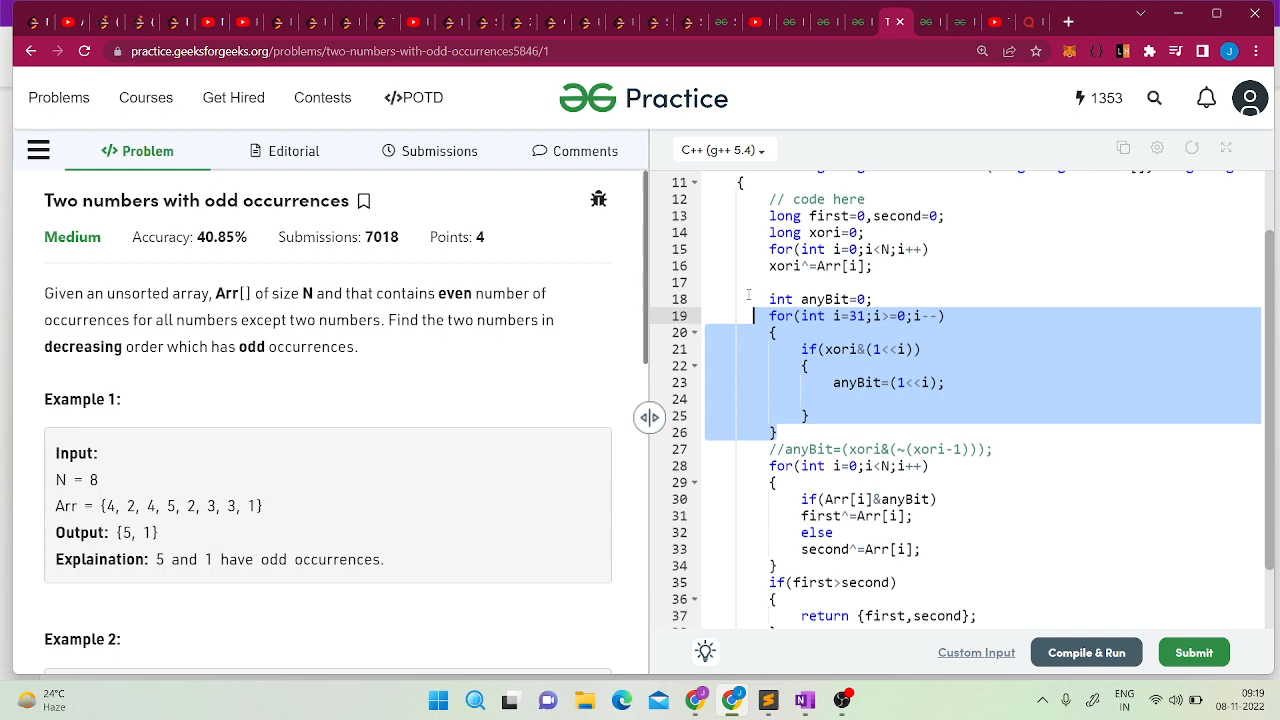 practice.geeksforgeeks.org/problems/two-numbers-with-odd-occurrences5846/1
Problems Courses Get Hired Contests </>POTD Practice 1353
</> Problem Editorial Submissions Comments
C++ (g++ 5.4)
Two numbers with odd occurrences
Medium Accuracy: 40.85% Submissions: 7018 Points: 4
Given an unsorted array, Arr[] of size N and that contains even number of
occurrences for all numbers except two numbers. Find the two numbers in
decreasing order which has odd occurrences.
Example 1:
Input:
N = 8
Arr = {4, 2, 4, 5, 2, 3, 3, 1}
Output: {5, 1}
Explaination: 5 and 1 have odd occurrences.
Example 2:
11 {
12 // code here
13 long first=0,second=0;
14 long xori=0;
15 for(int i=0;i<N;i++)
16 xori^=Arr[i];
17
18 int anyBit=0;
19 for(int i=31;i>=0;i--)
20 {
21 if(xori&(1<<i))
22 {
23 anyBit=(1<<i);
24
25 }
26 }
27 //anyBit=(xori&(~(xori-1)));
28 for(int i=0;i<N;i++)
29 {
30 if(Arr[i]&anyBit)
31 first^=Arr[i];
32 else
33 second^=Arr[i];
34 }
35 if(first>second)
36 {
37 return {first,second};
Custom Input Compile & Run Submit
24°C
Haze
ENG
IN
09:19
08-11-2022